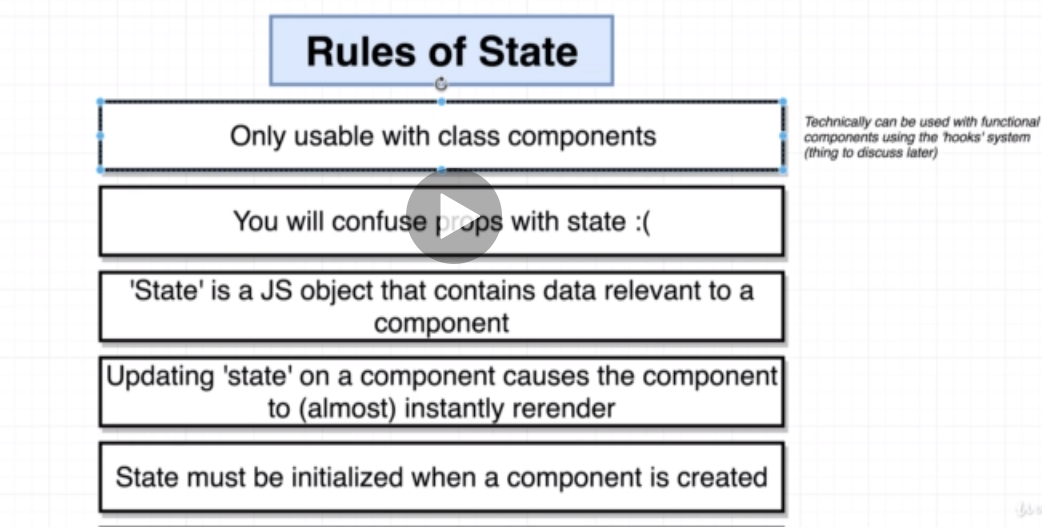 Rules of State
Only usable with class components
Technically can be used with functional
components using the 'hooks' system
(thing to discuss later)
You will confuse props with state :(
'State' is a JS object that contains data relevant to a
component
Updating 'state' on a component causes the component
to (almost) instantly rerender
State must be initialized when a component is created